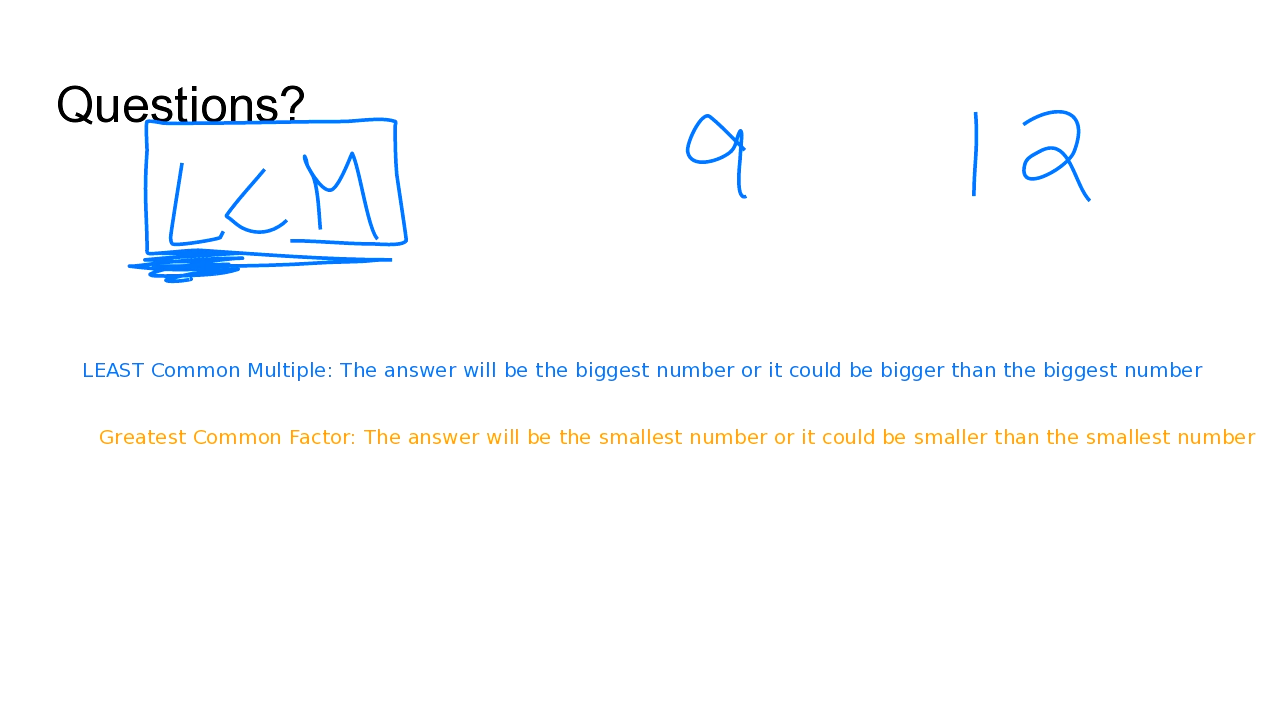 Questions?
LCM
9 12
LEAST Common Multiple: The answer will be the biggest number or it could be bigger than the biggest number
Greatest Common Factor: The answer will be the smallest number or it could be smaller than the smallest number